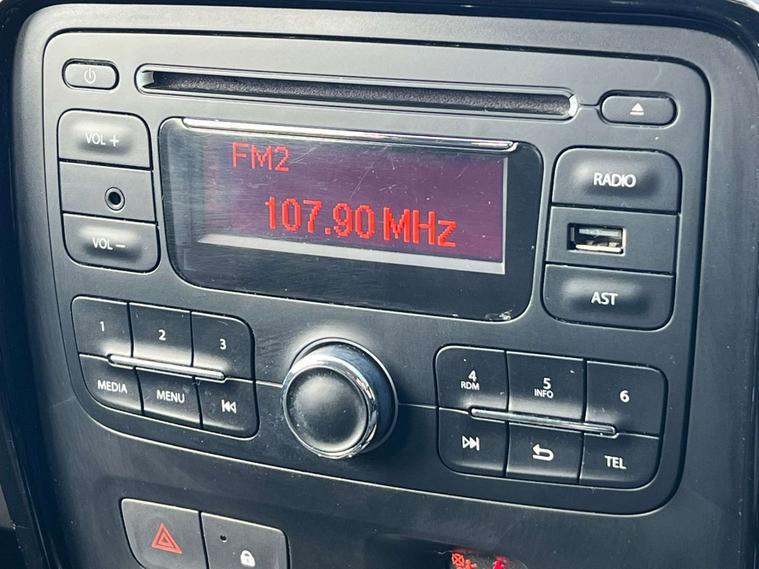 VOL +
VOL –
FM2
107.90 MHz
RADIO
AST
1
2
3
MEDIA
MENU
4
RDM
5
INFO
6
TEL